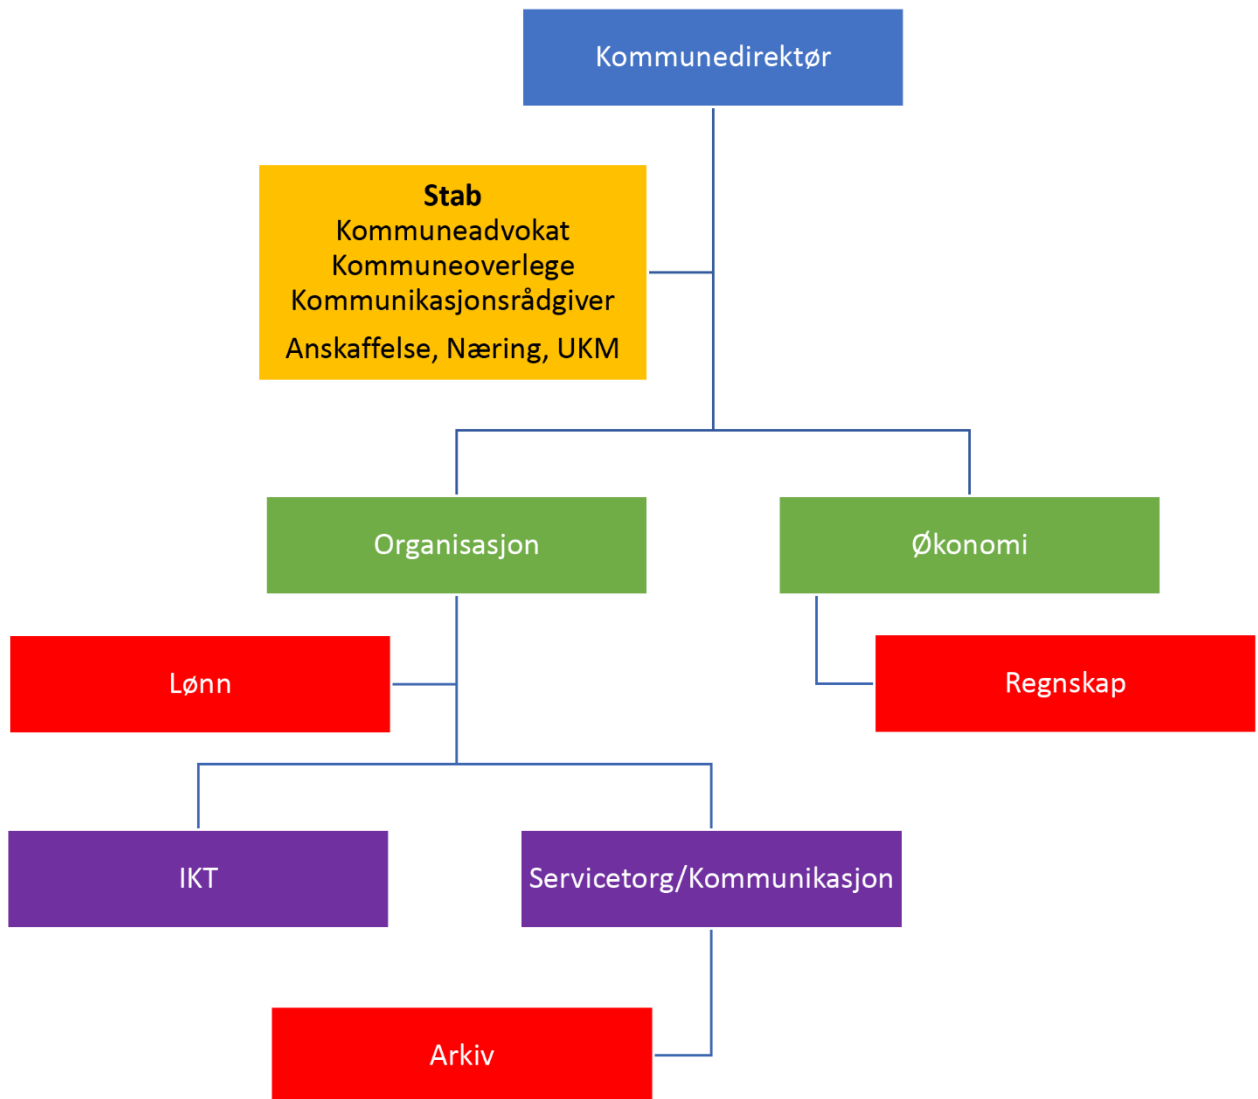 Kommunedirektør
Stab
Kommuneadvokat
Kommuneoverlege
Kommunikasjonsrådgiver
Anskaffelse, Næring, UKM
Organisasjon
Økonomi
Lønn
Regnskap
IKT
Servicetorg/Kommunikasjon
Arkiv